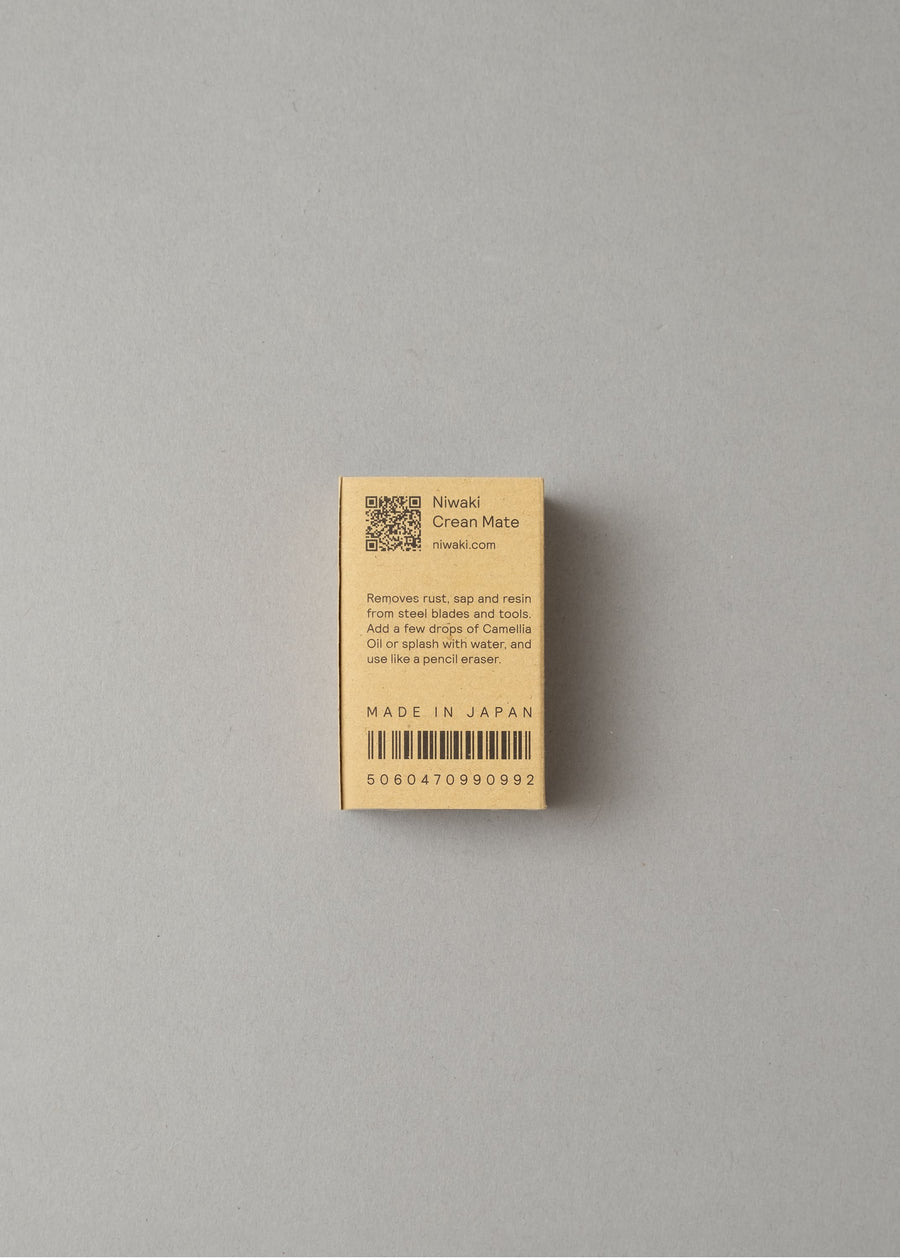 Niwaki
Crean Mate
niwaki.com
Removes rust, sap and resin
from steel blades and tools.
Add a few drops of Camellia
Oil or splash with water, and
use like a pencil eraser.
MADE IN JAPAN
5060470990992